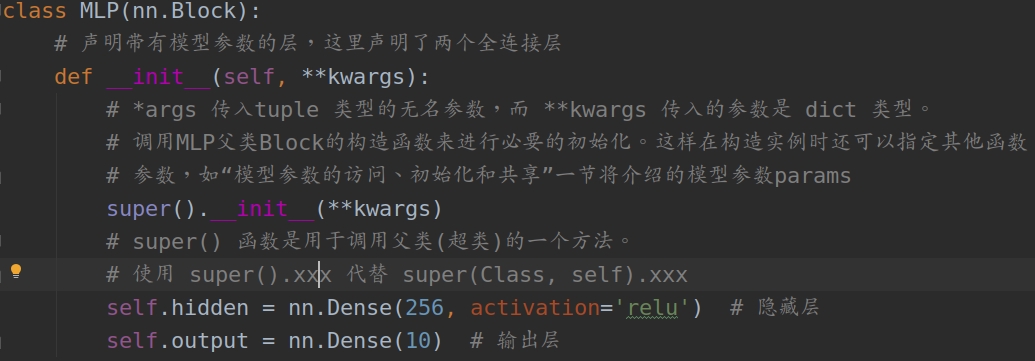 class MLP(nn.Block):
# 声明带有模型参数的层，这里声明了两个全连接层
def __init__(self, **kwargs):
# *args 传入tuple 类型的无名参数，而 **kwargs 传入的参数是 dict 类型。
# 调用MLP父类Block的构造函数来进行必要的初始化。这样在构造实例时还可以指定其他函数
# 参数，如“模型参数的访问、初始化和共享”一节将介绍的模型参数params
super().__init__(**kwargs)
# super() 函数是用于调用父类(超类)的一个方法。
# 使用 super().xxx 代替 super(Class, self).xxx
self.hidden = nn.Dense(256, activation='relu')  # 隐藏层
self.output = nn.Dense(10)  # 输出层